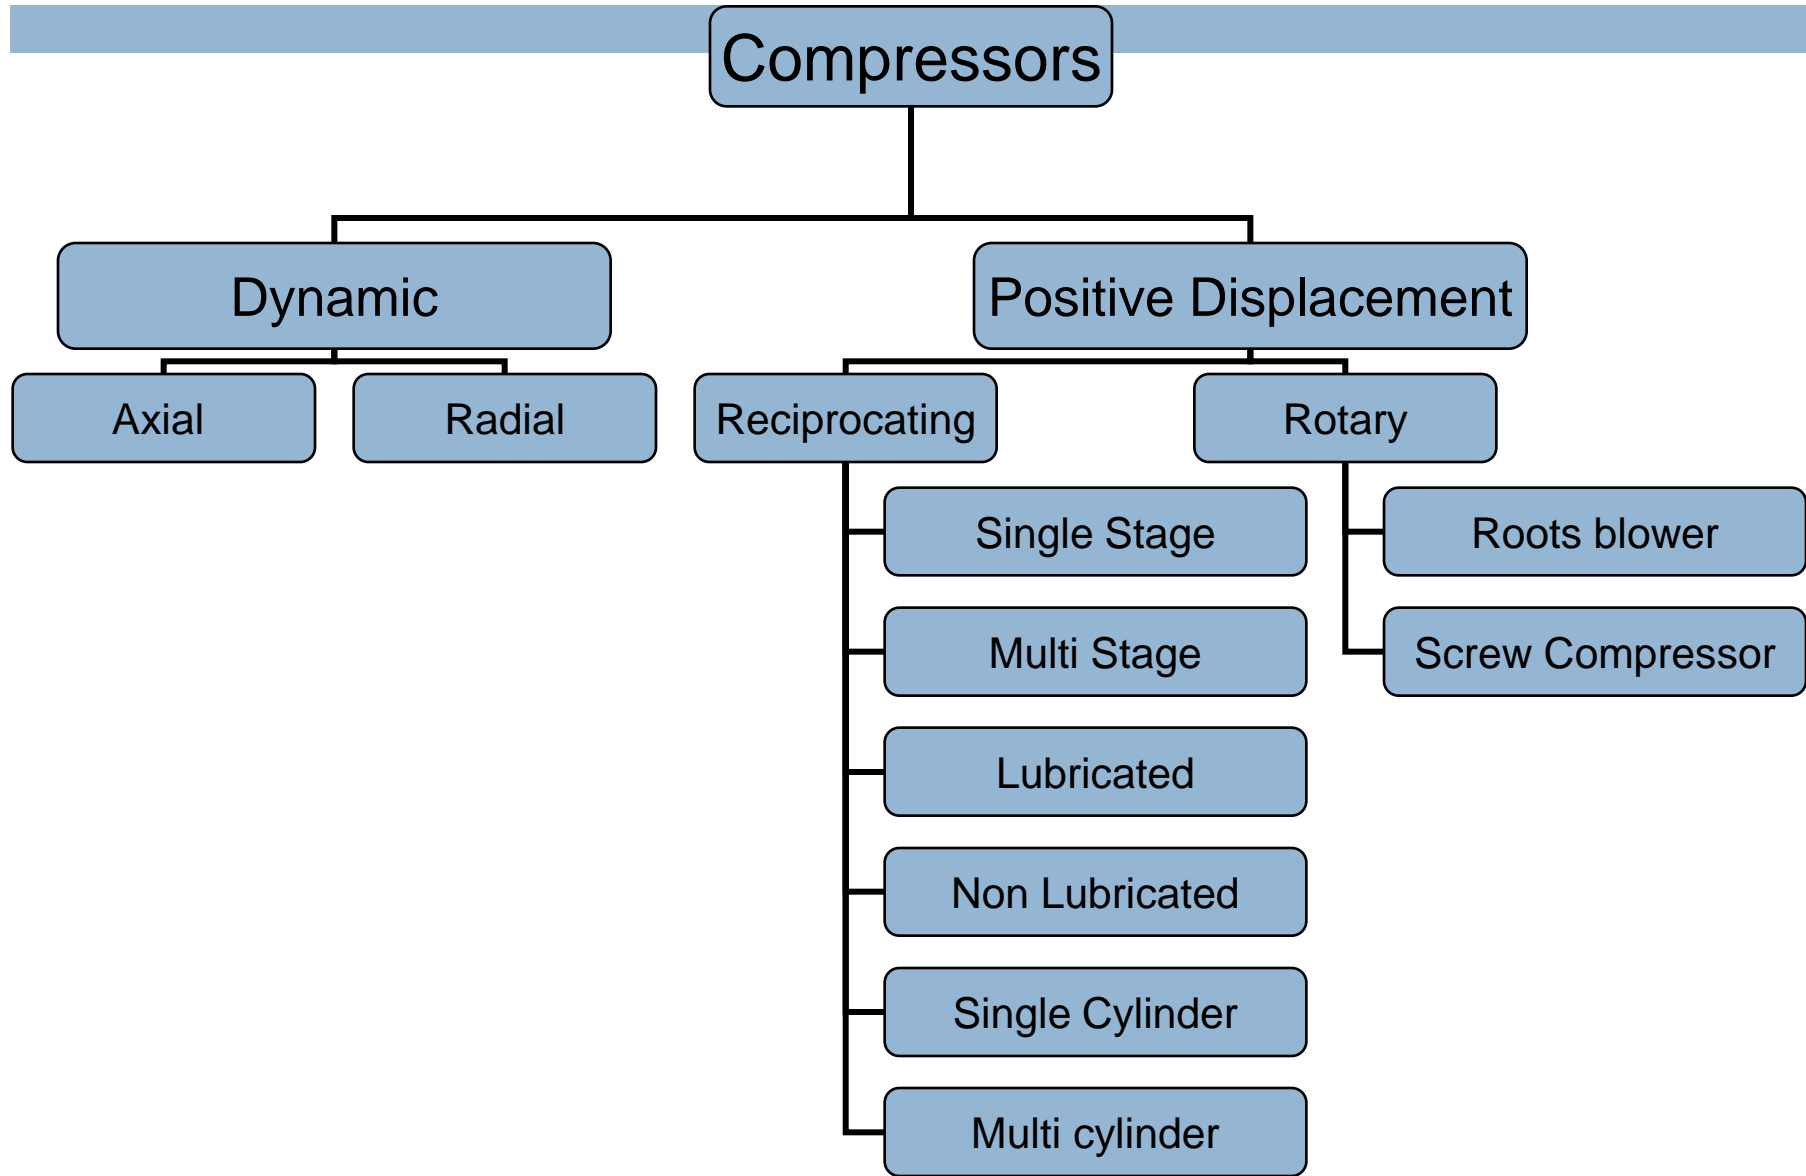 Compressors
Dynamic
Positive Displacement
Axial
Radial
Reciprocating
Rotary
Single Stage
Roots blower
Multi Stage
Screw Compressor
Lubricated
Non Lubricated
Single Cylinder
Multi cylinder